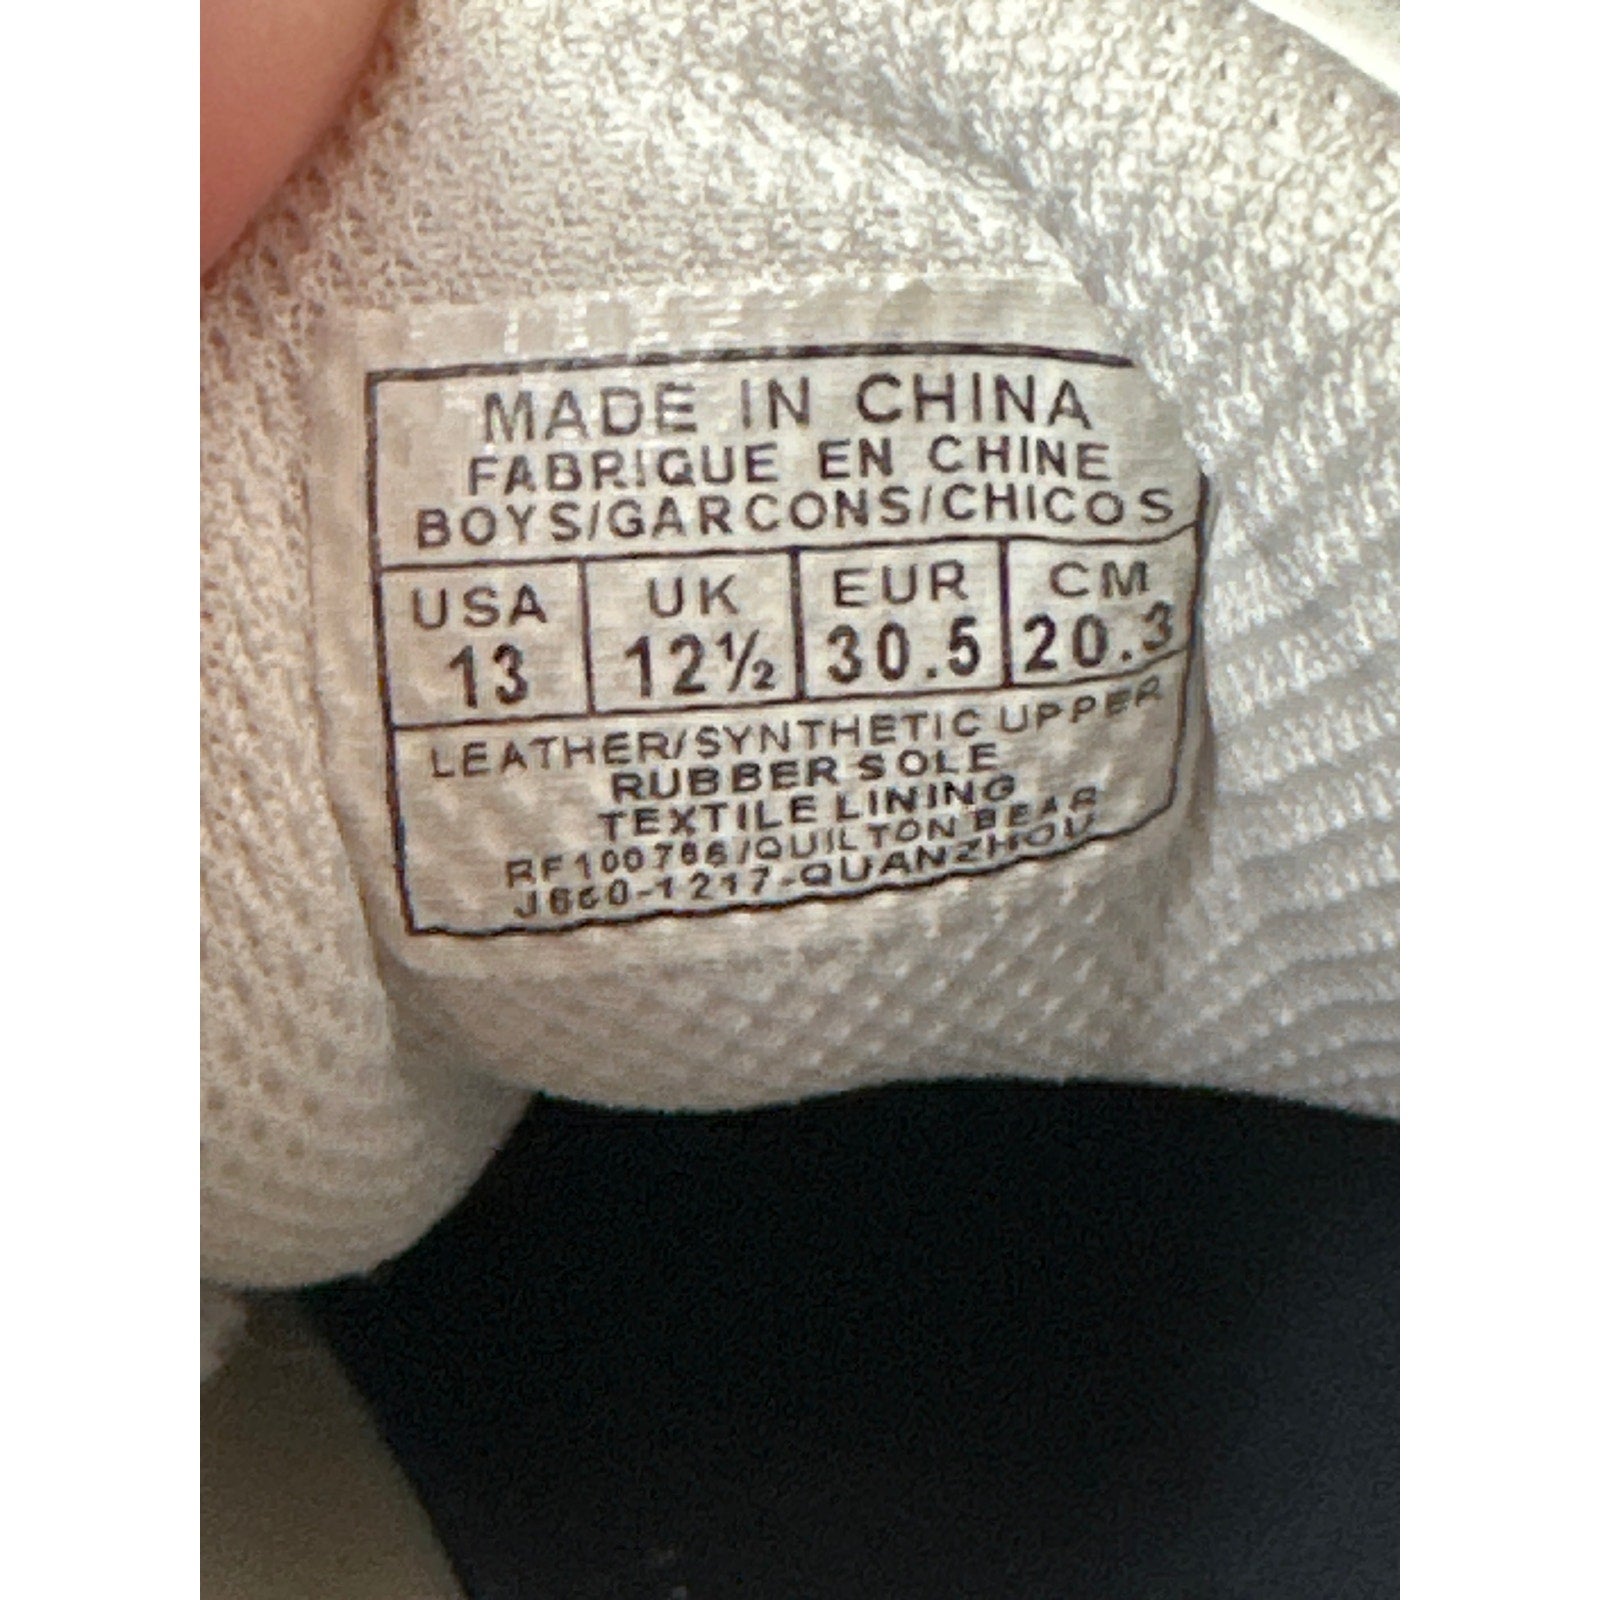 MADE IN CHINA
FABRIQUE EN CHINE
BOYS/GARCONS/CHICOS
USA UK EUR CM
13 12½ 30.5 20.3
LEATHER/SYNTHETIC UPPER
RUBBER SOLE
TEXTILE LINING
RF100786/QUILTON BEAR
J660-1217-QUANZHOU